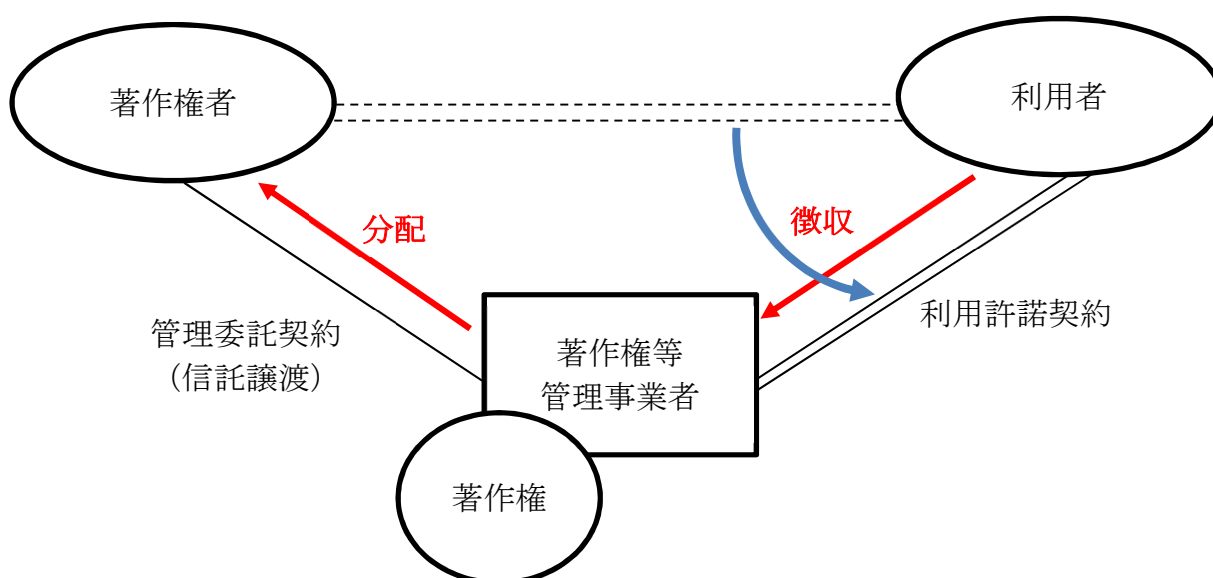 著作権者
利用者
分配
徴収
管理委託契約
（信託譲渡）
著作権等
管理事業者
利用許諾契約
著作権